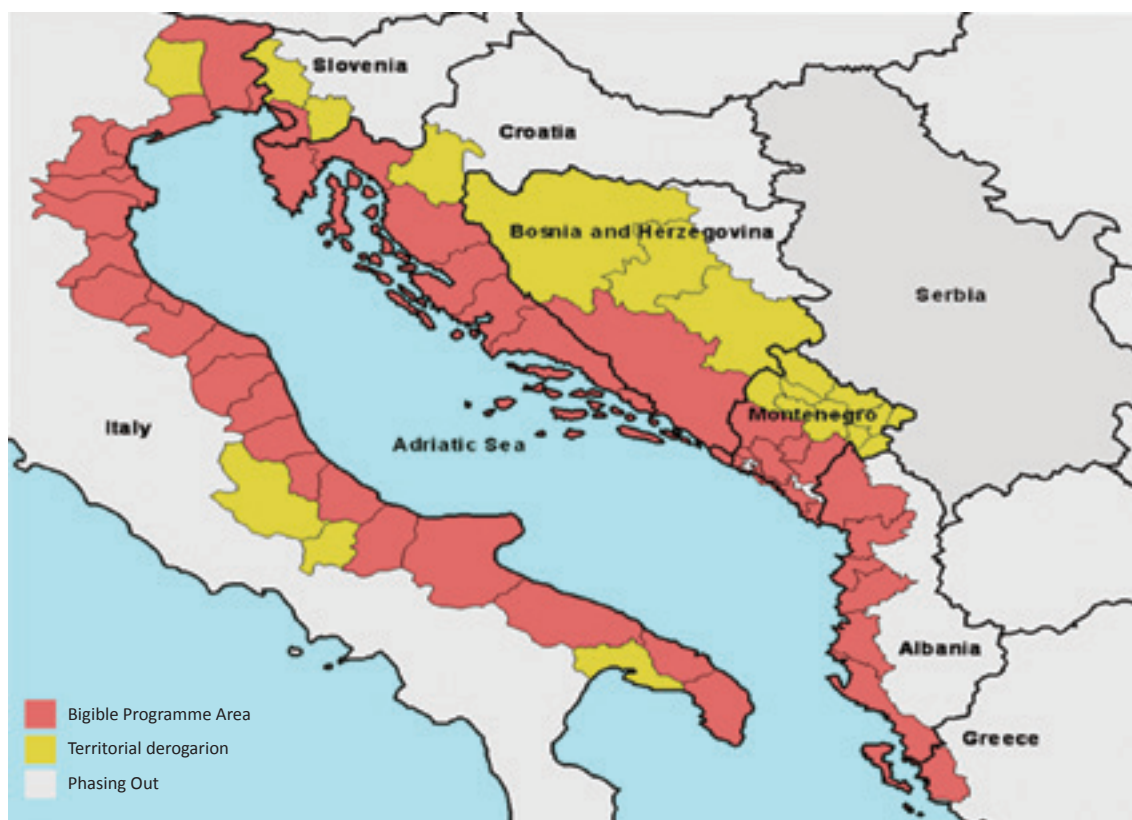 Slovenia
Croatia
Bosnia and Herzegovina
Serbia
Montenegro
Italy
Adriatic Sea
Albania
Greece
Bigible Programme Area
Territorial derogarion
Phasing Out